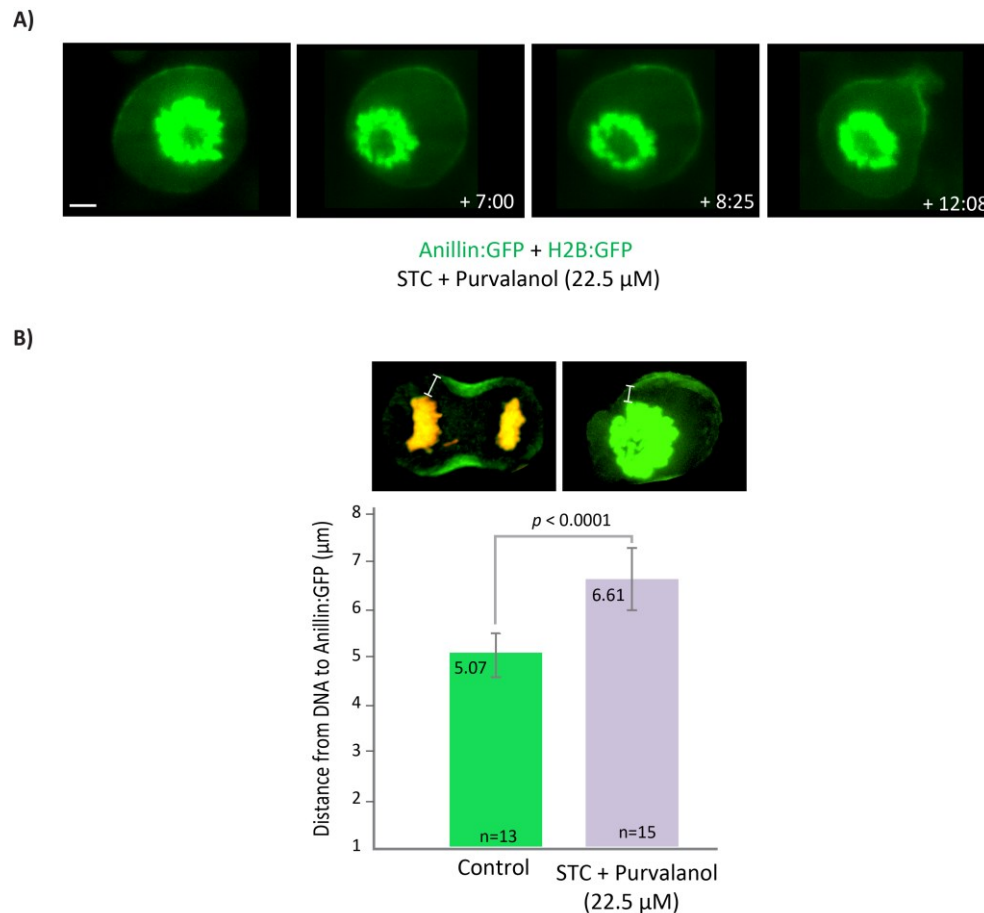 A)
+ 7:00
+ 8:25
+ 12:08
Anillin:GFP + H2B:GFP
STC + Purvalanol (22.5 µM)
B)
Distance from DNA to Anillin:GFP (µm)
8
7
6
5
4
3
2
1
p < 0.0001
5.07
6.61
n=13
n=15
Control
STC + Purvalanol
(22.5 µM)